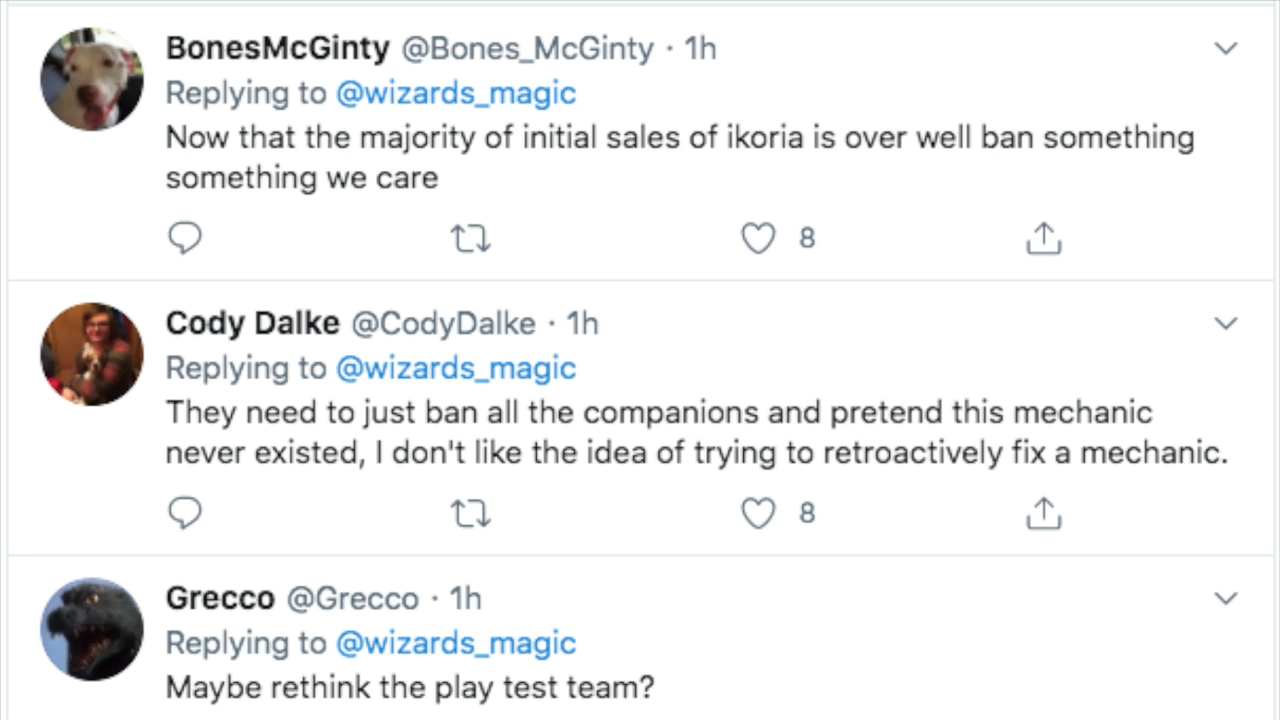 BonesMcGinty @Bones_McGinty · 1h
Replying to @wizards_magic
Now that the majority of initial sales of ikoria is over well ban something
something we care
8
Cody Dalke @CodyDalke · 1h
Replying to @wizards_magic
They need to just ban all the companions and pretend this mechanic
never existed, I don't like the idea of trying to retroactively fix a mechanic.
8
Grecco @Grecco · 1h
Replying to @wizards_magic
Maybe rethink the play test team?